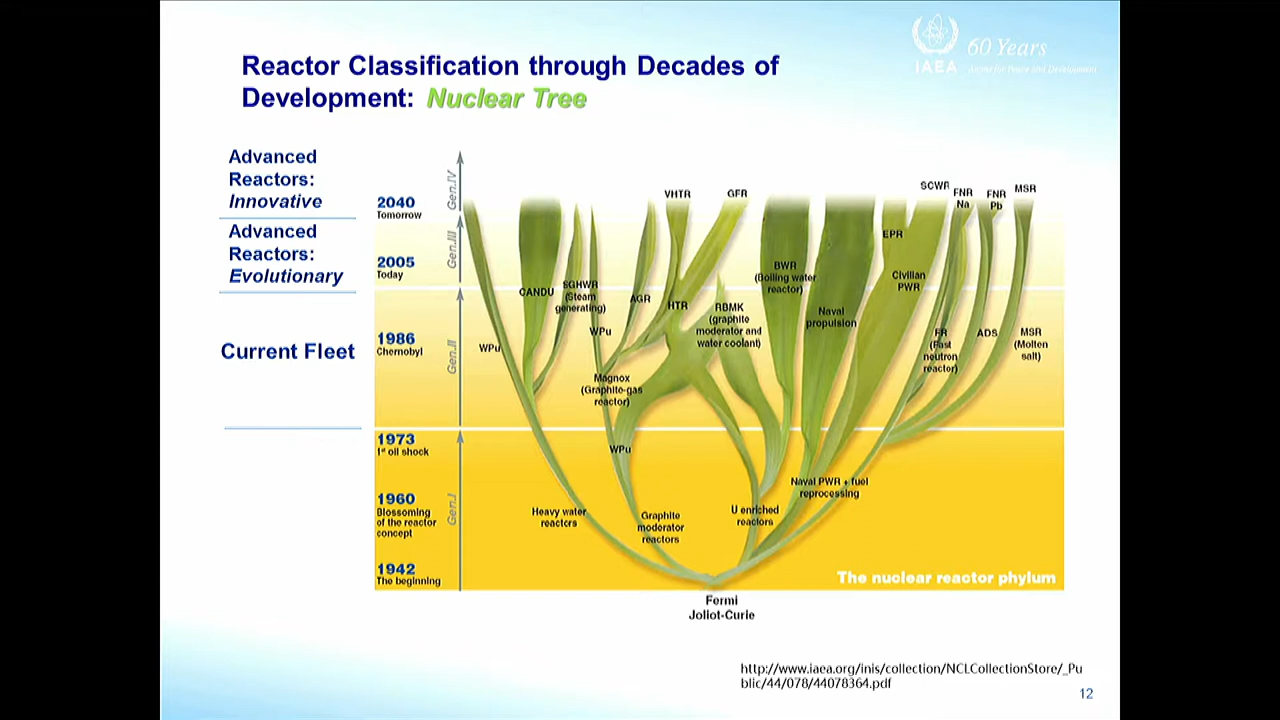 Reactor Classification through Decades of
Development: Nuclear Tree
IAEA
60 Years
Atoms for Peace and Development
Advanced
Reactors:
Innovative
Advanced
Reactors:
Evolutionary
Current Fleet
2040
Tomorrow
2005
Today
1986
Chernobyl
1973
1st oil shock
1960
Blossoming
of the reactor
concept
1942
The beginning
Gen.IV
Gen.III
Gen.II
Gen.I
VHTR
GFR
SCWR
FNR
Na
FNR
Pb
MSR
EPR
CANDU
SGHWR
(Steam
generating)
AGR
HTR
RBMK
(graphite
moderator and
water coolant)
BWR
(Boiling water
reactor)
Naval
propulsion
Civilian
PWR
WPu
WPu
Magnox
(Graphite-gas
reactor)
FR
(Fast
neutron
reactor)
ADS
MSR
(Molten
salt)
WPu
Heavy water
reactors
Graphite
moderator
reactors
U enriched
reactors
Naval PWR + fuel
reprocessing
The nuclear reactor phylum
Fermi
Joliot-Curie
http://www.iaea.org/inis/collection/NCLCollectionStore/_Pu
blic/44/078/44078364.pdf
12